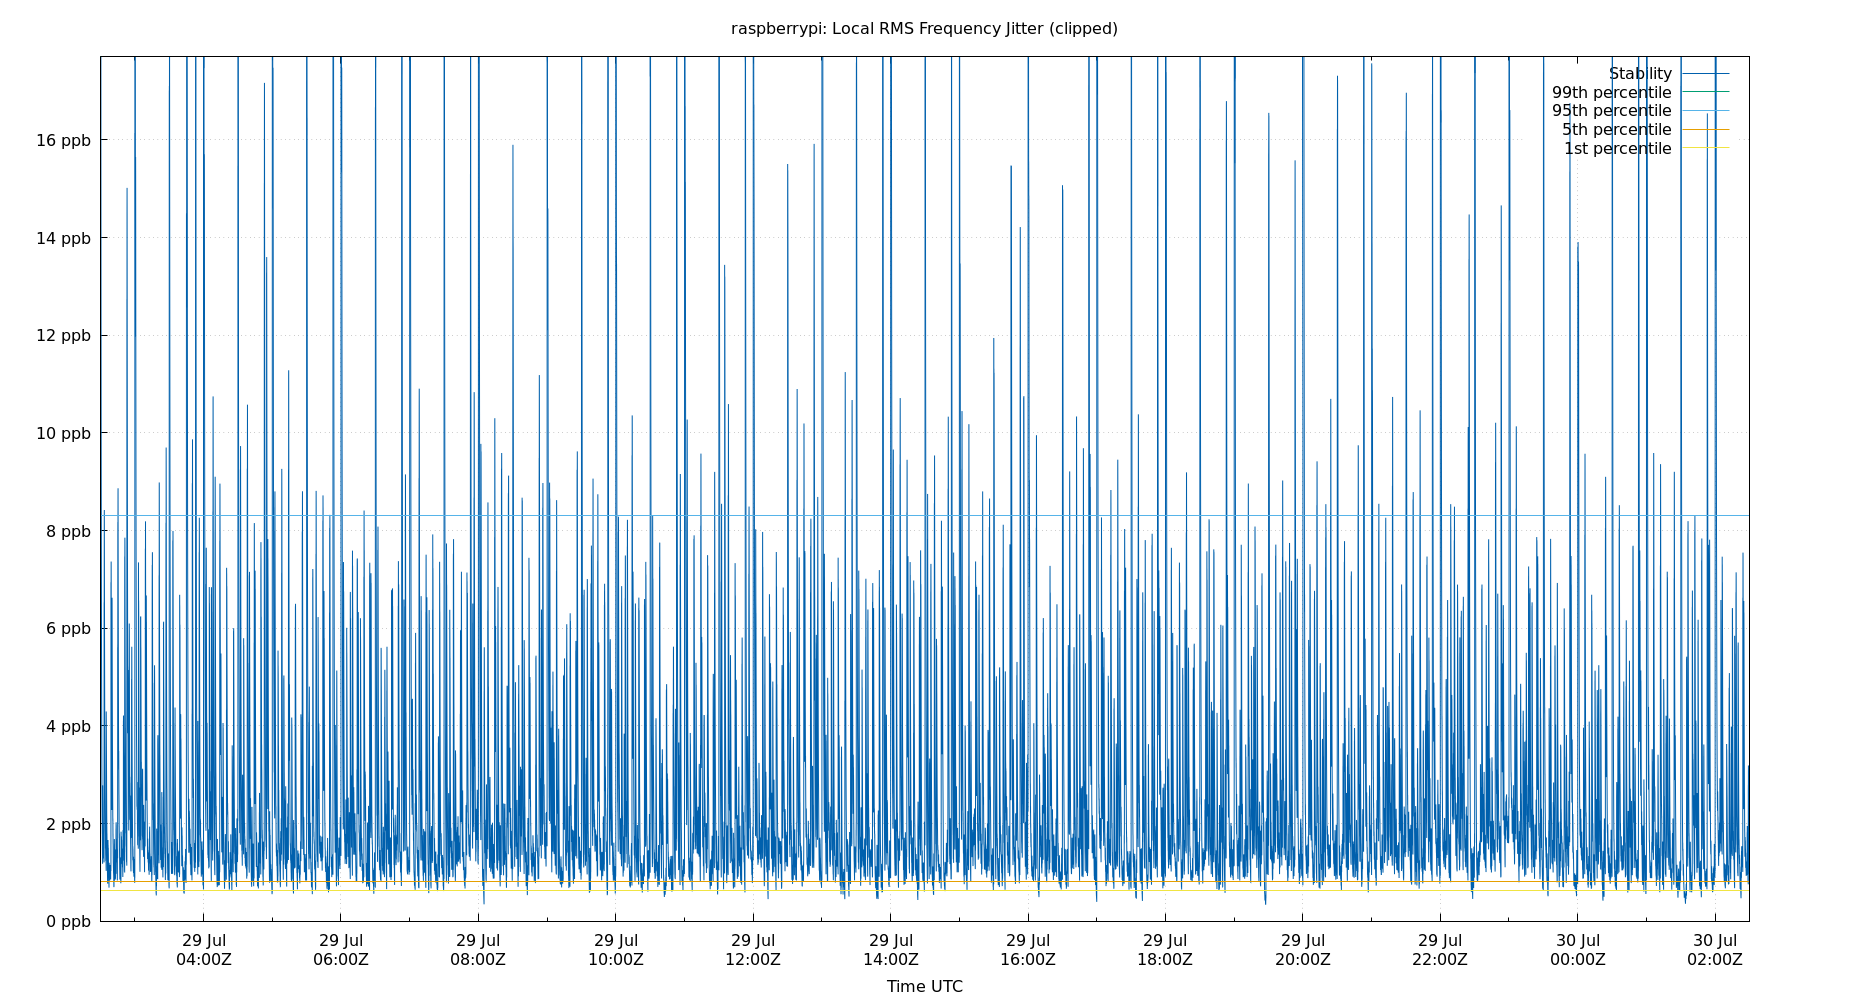 raspberrypi: Local RMS Frequency Jitter (clipped)
Stability
99th percentile
95th percentile
5th percentile
1st percentile
16 ppb
14 ppb
12 ppb
10 ppb
8 ppb
6 ppb
4 ppb
2 ppb
0 ppb
29 Jul 29 Jul 29 Jul 29 Jul 29 Jul 29 Jul 29 Jul 29 Jul 29 Jul 29 Jul 30 Jul 30 Jul
04:00Z 06:00Z 08:00Z 10:00Z 12:00Z 14:00Z 16:00Z 18:00Z 20:00Z 22:00Z 00:00Z 02:00Z
Time UTC